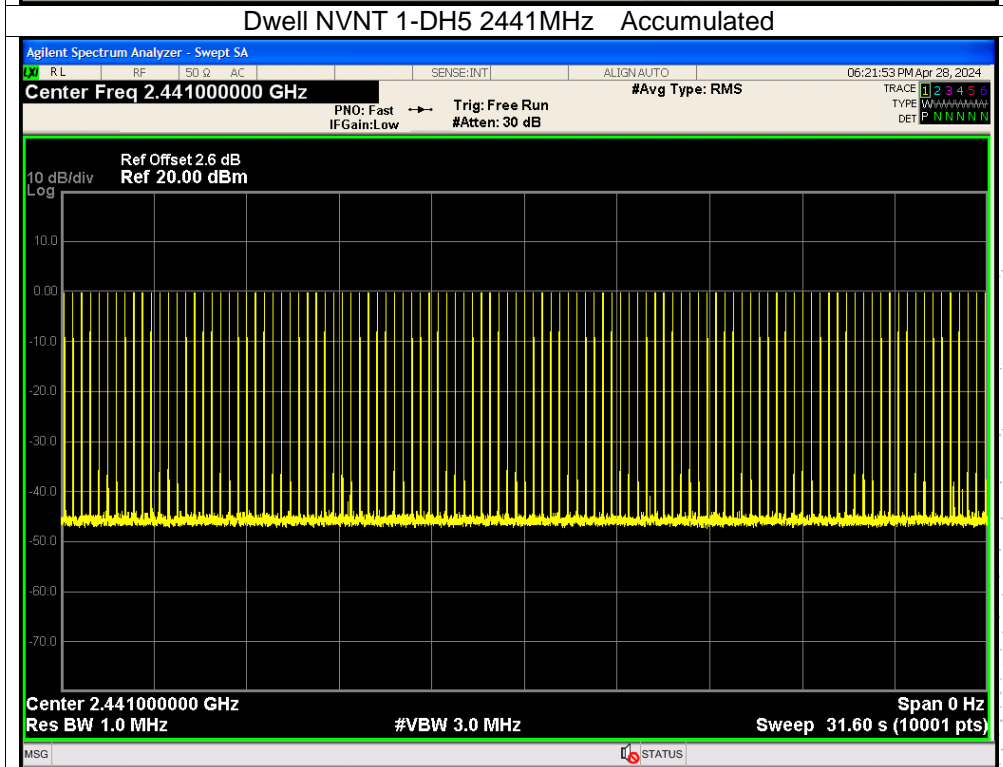 Dwell NVNT 1-DH5 2441MHz Accumulated
Agilent Spectrum Analyzer - Swept SA
LXI RL RF 50 Ω AC SENSE:INT ALIGN AUTO 06:21:53 PM Apr 28, 2024
Center Freq 2.441000000 GHz #Avg Type: RMS TRACE 1 2 3 4 5 6
PNO: Fast Trig: Free Run TYPE W
IFGain:Low #Atten: 30 dB DET P N N N N N
Ref Offset 2.6 dB
10 dB/div Ref 20.00 dBm
Log
10.0
0.00
-10.0
-20.0
-30.0
-40.0
-50.0
-60.0
-70.0
Center 2.441000000 GHz Span 0 Hz
Res BW 1.0 MHz #VBW 3.0 MHz Sweep 31.60 s (10001 pts)
MSG STATUS